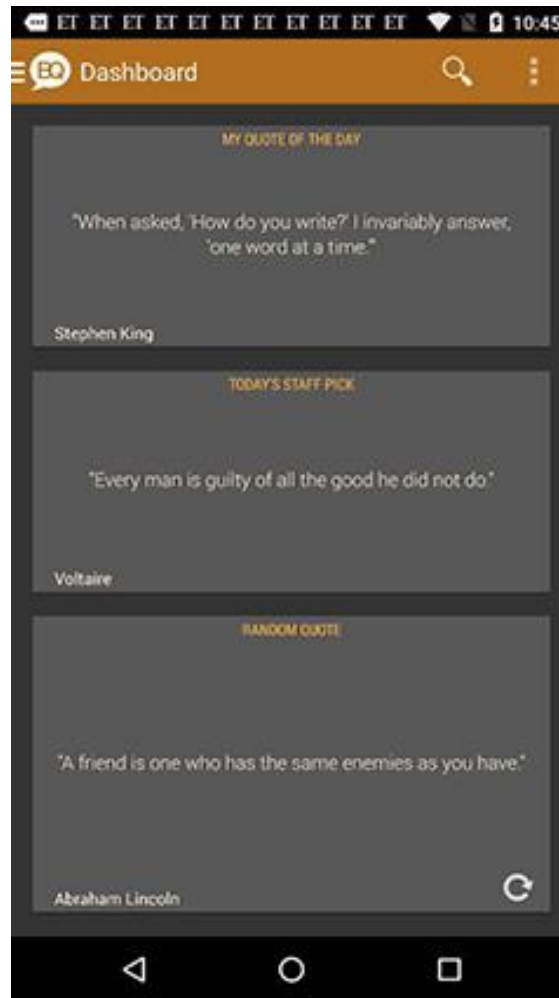 ET ET ET ET ET ET ET ET ET ET ET 10:45
BQ Dashboard
MY QUOTE OF THE DAY
"When asked, 'How do you write?' I invariably answer,
'one word at a time.'"
Stephen King
TODAY'S STAFF PICK
"Every man is guilty of all the good he did not do."
Voltaire
RANDOM QUOTE
"A friend is one who has the same enemies as you have."
Abraham Lincoln